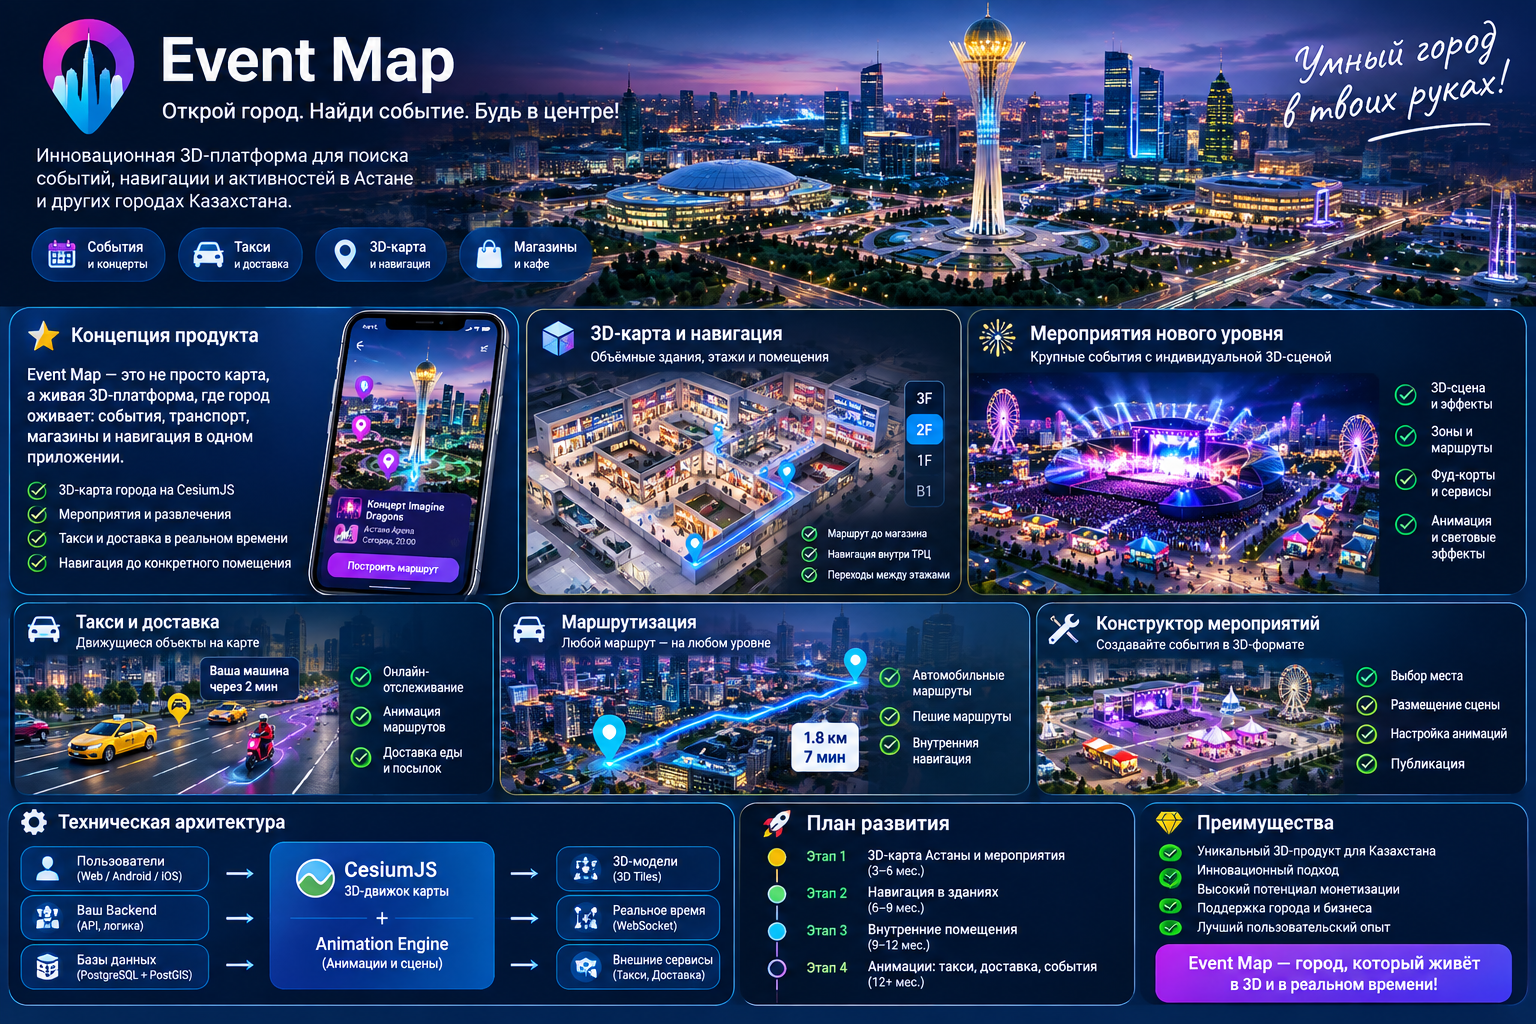 Event Map
Открой город. Найди событие. Будь в центре!
Инновационная 3D-платформа для поиска
событий, навигации и активностей в Астане
и других городах Казахстана.
События
и концерты
Такси
и доставка
3D-карта
и навигация
Магазины
и кафе
Умный город
в твоих руках!
Концепция продукта
Event Map — это не просто карта,
а живая 3D-платформа, где город
оживает: события, транспорт,
магазины и навигация в одном
приложении.
3D-карта города на CesiumJS
Мероприятия и развлечения
Такси и доставка в реальном времени
Навигация до конкретного помещения
Концерт Imagine
Dragons
Астана Арена
Сегодня, 20:00
Построить маршрут
3D-карта и навигация
Объёмные здания, этажи и помещения
3F
2F
1F
B1
Маршрут до магазина
Навигация внутри ТРЦ
Переходы между этажами
Мероприятия нового уровня
Крупные события с индивидуальной 3D-сценой
3D-сцена
и эффекты
Зоны и
маршруты
Фуд-корты
и сервисы
Анимация
и световые
эффекты
Такси и доставка
Движущиеся объекты на карте
Ваша машина
через 2 мин
Онлайн-
отслеживание
Анимация
маршрутов
Доставка еды
и посылок
Маршрутизация
Любой маршрут — на любом уровне
1.8 км
7 мин
Автомобильные
маршруты
Пешие маршруты
Внутренния
навигация
Конструктор мероприятий
Создавайте события в 3D-формате
Выбор места
Размещение сцены
Настройка анимаций
Публикация
Техническая архитектура
Пользователи
(Web / Android / iOS)
Ваш Backend
(API, логика)
Базы данных
(PostgreSQL + PostGIS)
CesiumJS
3D-движок карты
+
Animation Engine
(Анимации и сцены)
3D-модели
(3D Tiles)
Реальное время
(WebSocket)
Внешние сервисы
(Такси, Доставка)
План развития
Этап 1 3D-карта Астаны и мероприятия
(3–6 мес.)
Этап 2 Навигация в зданиях
(6–9 мес.)
Этап 3 Внутренние помещения
(9–12 мес.)
Этап 4 Анимации: такси, доставка, события
(12+ мес.)
Преимущества
Уникальный 3D-продукт для Казахстана
Инновационный подход
Высокий потенциал монетизации
Поддержка города и бизнеса
Лучший пользовательский опыт
Event Map — город, который живёт
в 3D и в реальном времени!